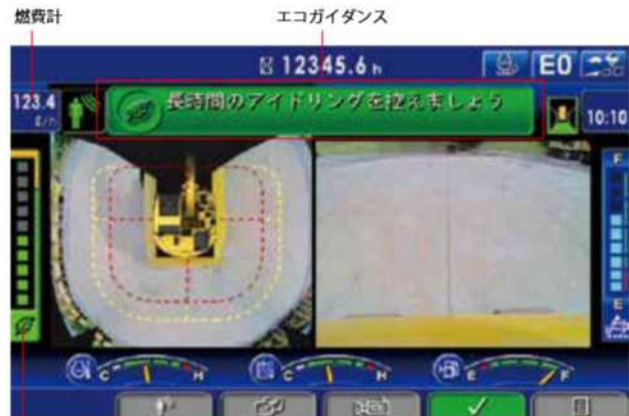 燃費計
エコガイダンス
12345.6 h
E0
123.4
ℓ/h
長時間のアイドリングを控えましょう
10:10
F
E
C H
C H
E F